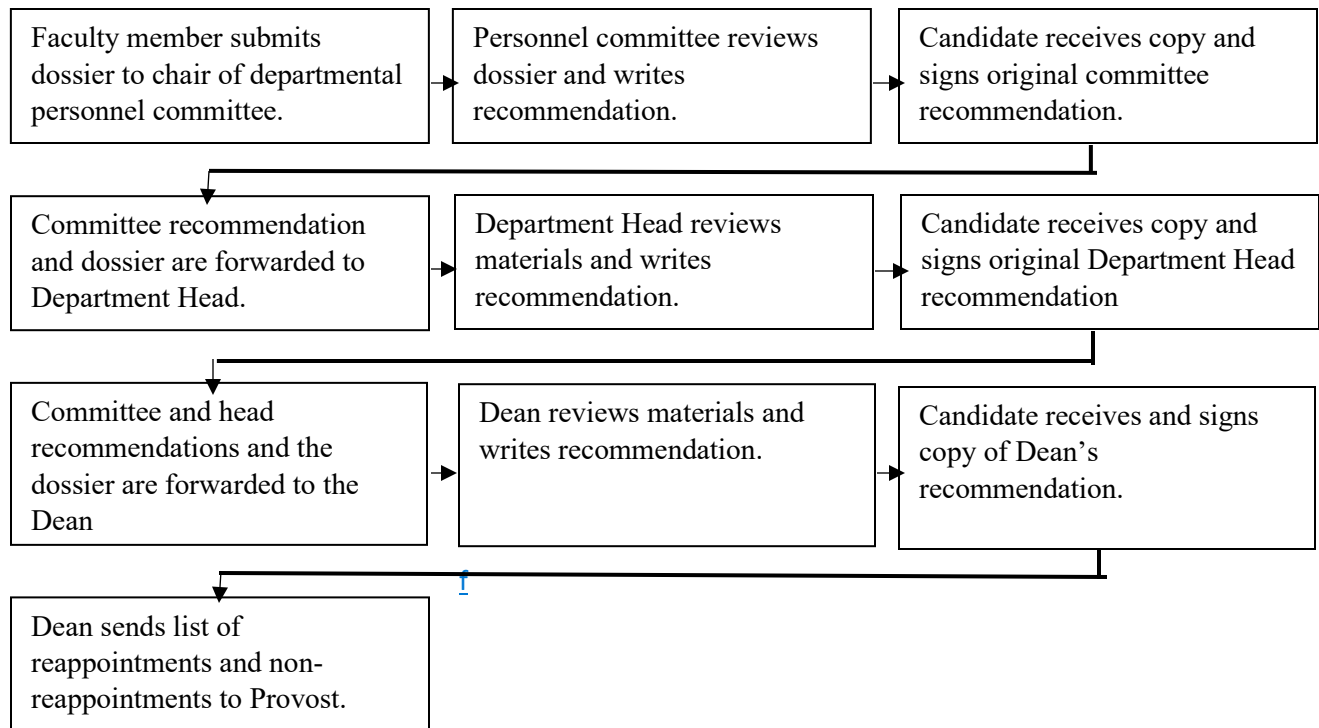 Faculty member submits
dossier to chair of departmental
personnel committee.
Personnel committee reviews
dossier and writes
recommendation.
Candidate receives copy and
signs original committee
recommendation.
Committee recommendation
and dossier are forwarded to
Department Head.
Department Head reviews
materials and writes
recommendation.
Candidate receives copy and
signs original Department Head
recommendation
Committee and head
recommendations and the
dossier are forwarded to the
Dean
Dean reviews materials and
writes recommendation.
Candidate receives and signs
copy of Dean’s
recommendation.
f
Dean sends list of
reappointments and non-
reappointments to Provost.